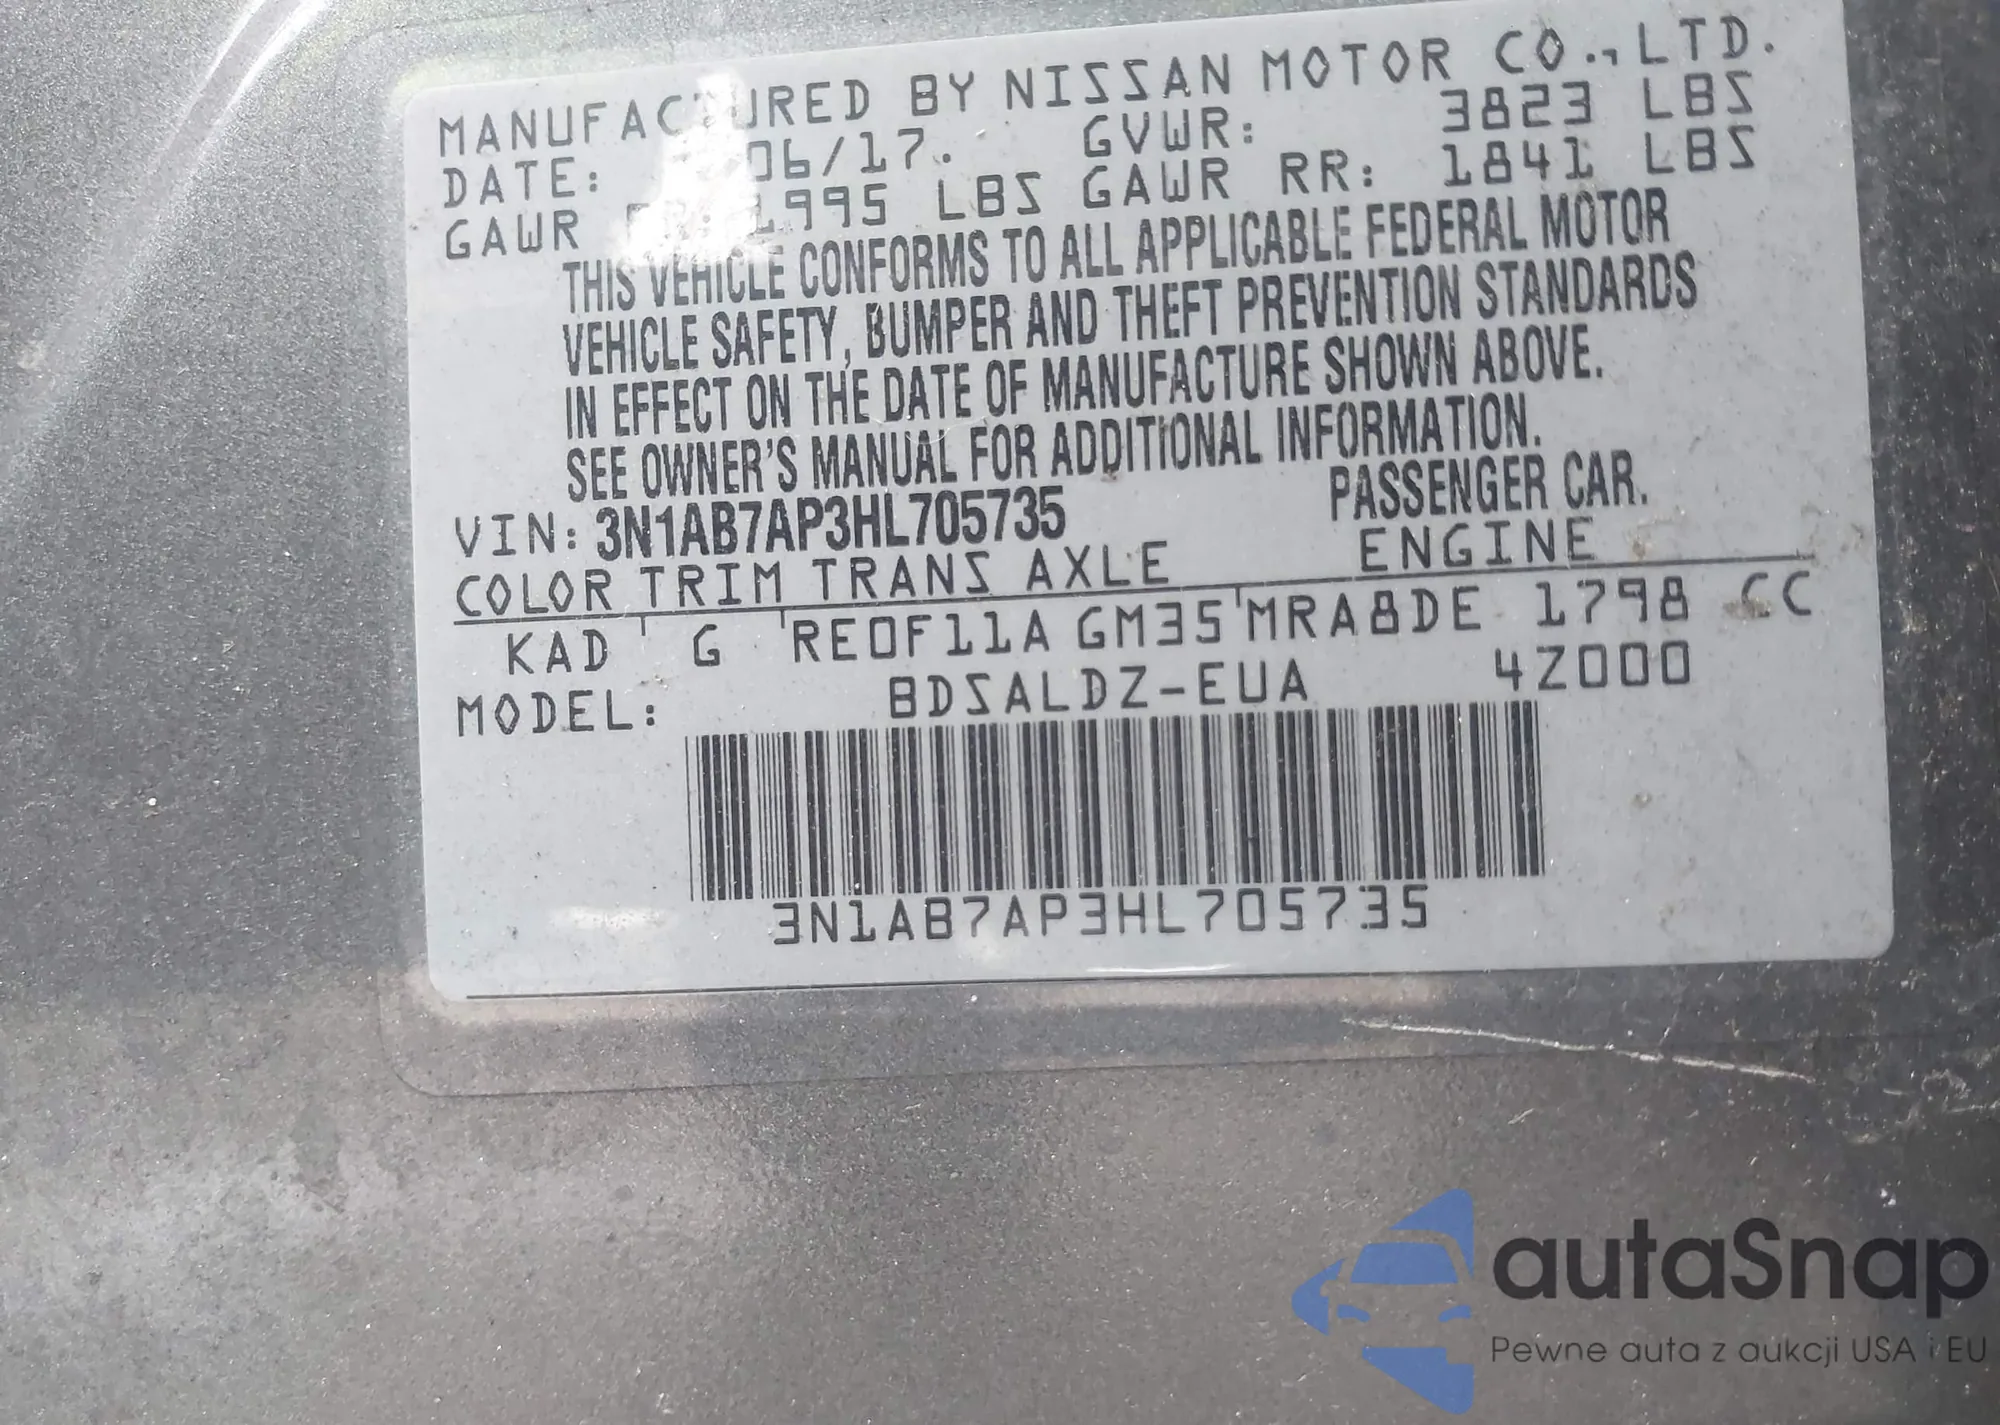 MANUFACTURED BY NISSAN MOTOR CO., LTD.
DATE: 06/17. GVWR: 3823 LBS
GAWR FR: 1995 LBS GAWR RR: 1841 LBS
THIS VEHICLE CONFORMS TO ALL APPLICABLE FEDERAL MOTOR
VEHICLE SAFETY, BUMPER AND THEFT PREVENTION STANDARDS
IN EFFECT ON THE DATE OF MANUFACTURE SHOWN ABOVE.
SEE OWNER'S MANUAL FOR ADDITIONAL INFORMATION.
VIN: 3N1AB7AP3HL705735 PASSENGER CAR.
COLOR TRIM TRANS AXLE ENGINE
KAD G RE0F11A GM35 MRA8DE 1798 CC
MODEL: BDSALDZ-EUA 4Z000
3N1AB7AP3HL705735
autaSnap
Pewne auta z aukcji USA i EU